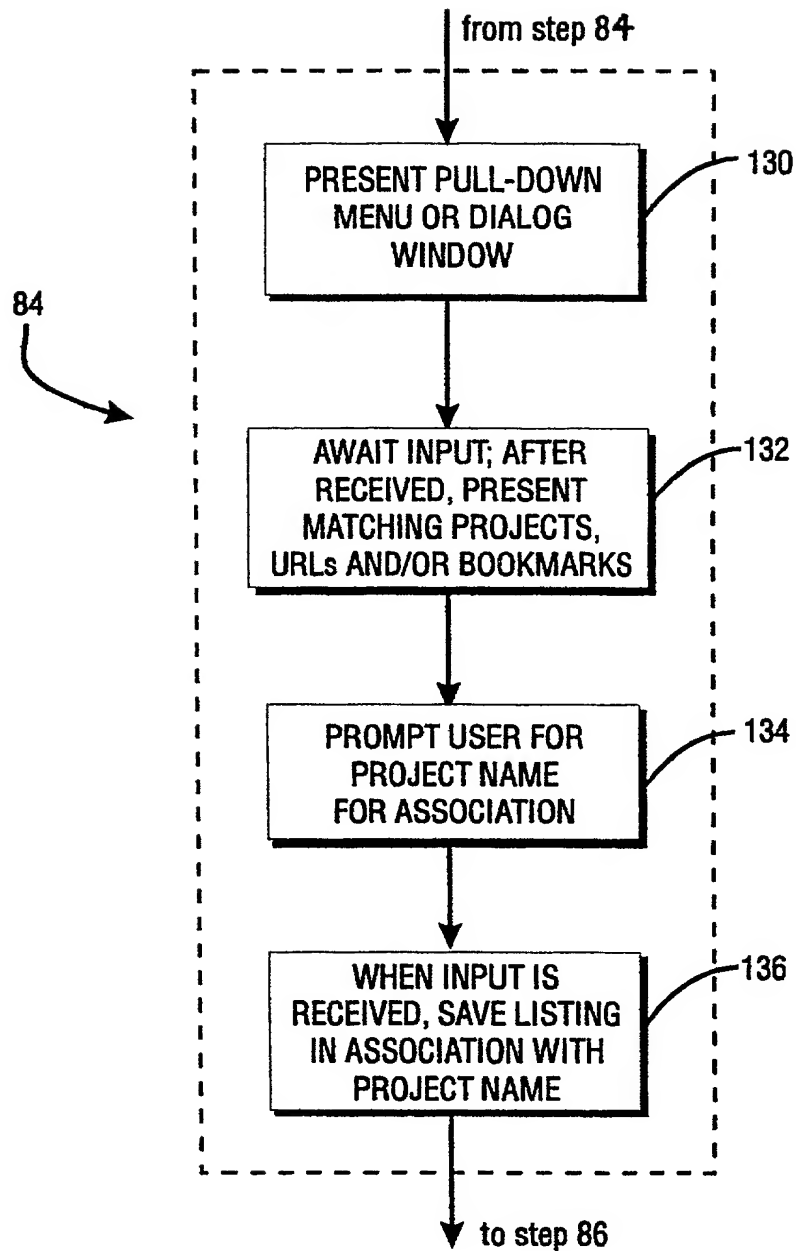 from step 84
PRESENT PULL-DOWN
MENU OR DIALOG
WINDOW
130
84
AWAIT INPUT; AFTER
RECEIVED, PRESENT
MATCHING PROJECTS,
URLs AND/OR BOOKMARKS
132
PROMPT USER FOR
PROJECT NAME
FOR ASSOCIATION
134
WHEN INPUT IS
RECEIVED, SAVE LISTING
IN ASSOCIATION WITH
PROJECT NAME
136
to step 86